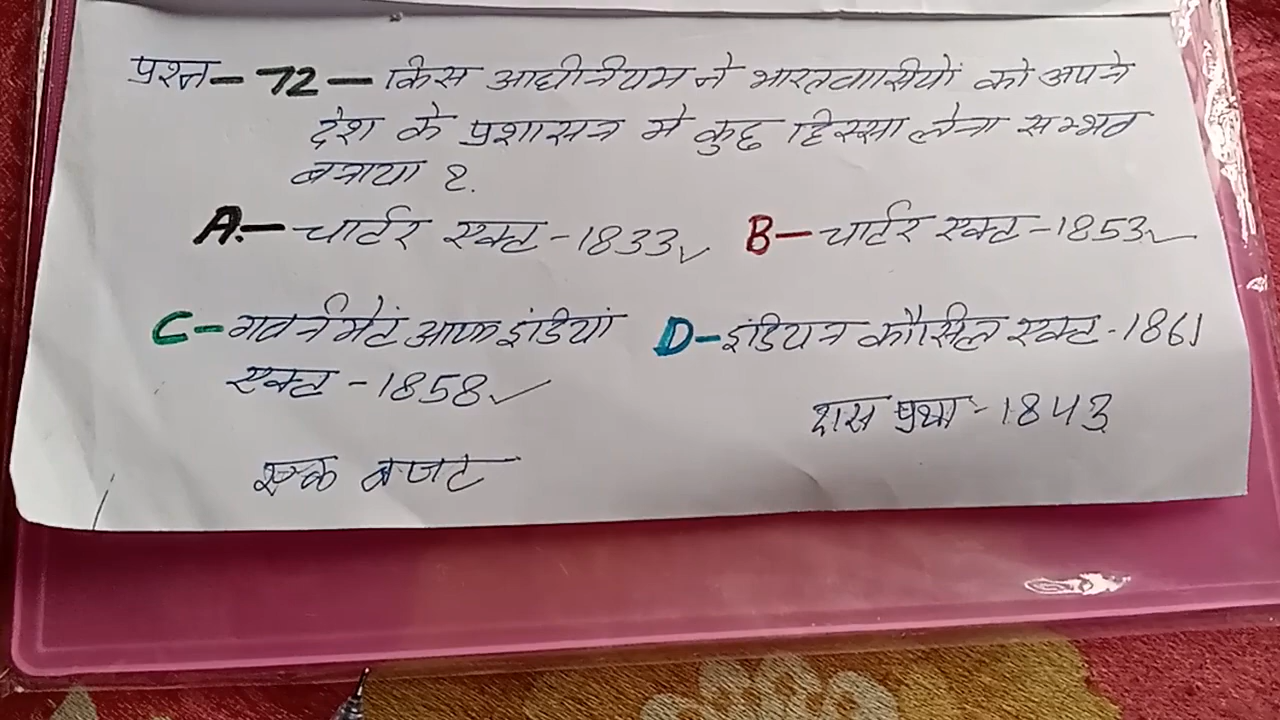 प्रश्न-72-किस आधीनियम ने भारतवासियों को अपने
देश के प्रशासन मे कुछ हिस्सा लेना सम्भव
बनाया ?.
A.-चार्टर एक्ट-1833✓ B-चार्टर एक्ट-1853✓
C-गवर्नमेटं आफ इंडियां D-इंडियन कौंसिल एक्ट-1861
एक्ट-1858✓
दास प्रथा-1843
एक बजट